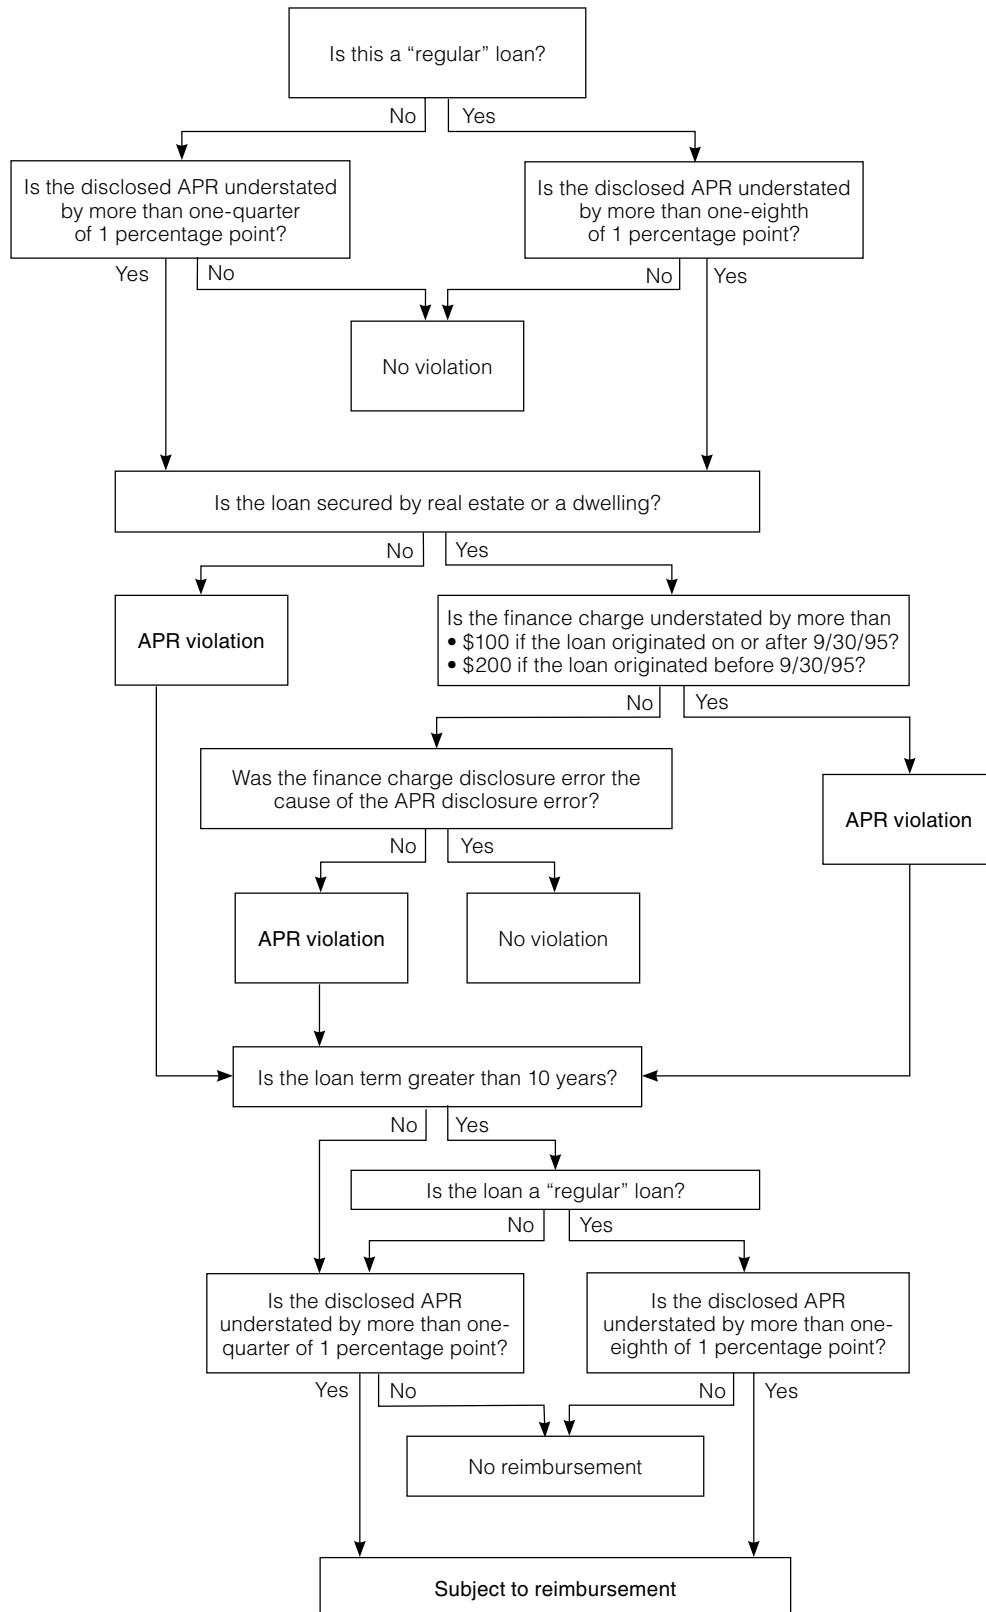 Is this a “regular” loan?
No
Yes
Is the disclosed APR understated
by more than one-quarter
of 1 percentage point?
Is the disclosed APR understated
by more than one-eighth
of 1 percentage point?
Yes
No
No
Yes
No violation
Is the loan secured by real estate or a dwelling?
No
Yes
APR violation
Is the finance charge understated by more than
• $100 if the loan originated on or after 9/30/95?
• $200 if the loan originated before 9/30/95?
No
Yes
Was the finance charge disclosure error the
cause of the APR disclosure error?
APR violation
No
Yes
APR violation
No violation
Is the loan term greater than 10 years?
No
Yes
Is the loan a “regular” loan?
No
Yes
Is the disclosed APR
understated by more than one-
quarter of 1 percentage point?
Is the disclosed APR
understated by more than one-
eighth of 1 percentage point?
Yes
No
No
Yes
No reimbursement
Subject to reimbursement